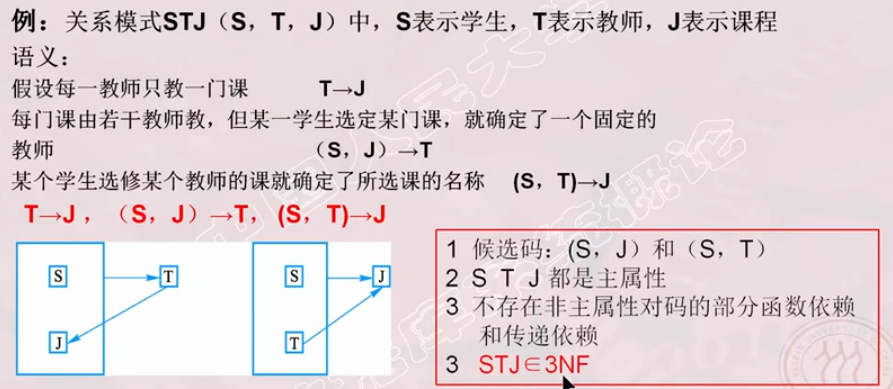 例：关系模式STJ（S，T，J）中，S表示学生，T表示教师，J表示课程
语义：
假设每一教师只教一门课 T→J
每门课由若干教师教，但某一学生选定某门课，就确定了一个固定的
教师 （S，J）→T
某个学生选修某个教师的课就确定了所选课的名称 (S，T)→J
T→J ，（S，J）→T，(S，T)→J
S T
J
S J
T
1 候选码：(S，J）和（S，T）
2 S T J 都是主属性
3 不存在非主属性对码的部分函数依赖
和传递依赖
3 STJ∈3NF